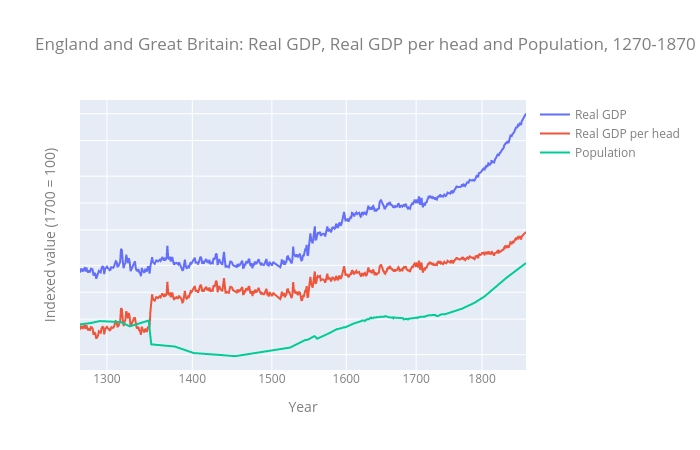 England and Great Britain: Real GDP, Real GDP per head and Population, 1270-1870
Real GDP
Real GDP per head
Population
Indexed value (1700 = 100)
1300
1400
1500
1600
1700
1800
Year